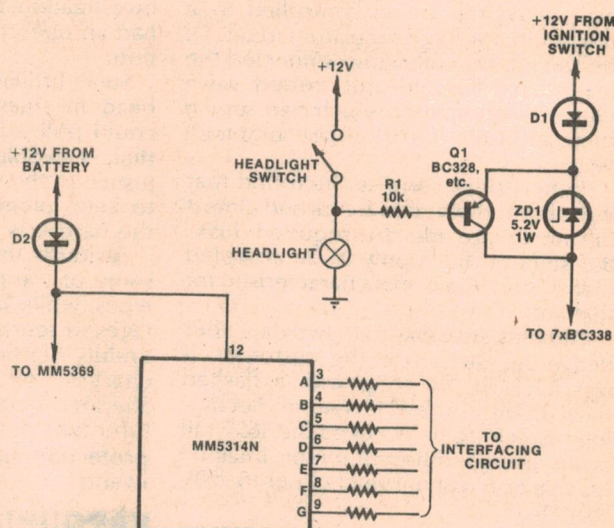 +12V FROM
IGNITION
SWITCH
+12V
D1
Q1
BC328,
etc.
+12V FROM
BATTERY
HEADLIGHT
SWITCH
R1
10k
ZD1
5.2V
1W
D2
HEADLIGHT
TO 7xBC338
TO MM5369
12
MM5314N
A 3
B 4
C 5
D 6
E 7
F 8
G 9
TO
INTERFACING
CIRCUIT